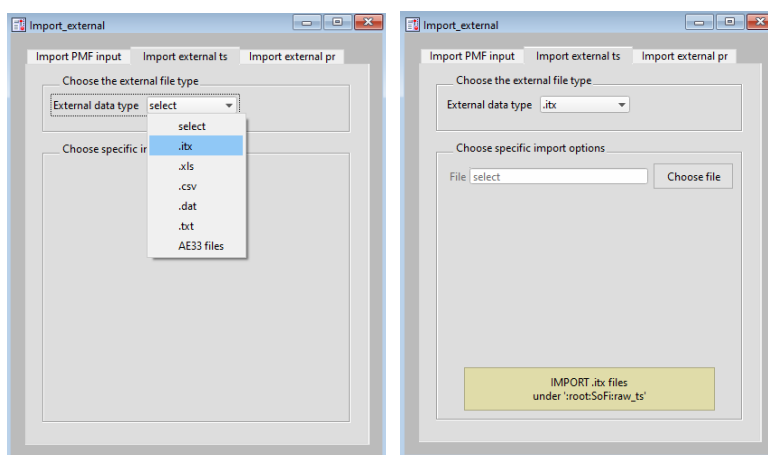 Import_external
Import PMF input Import external ts Import external pr
Choose the external file type
External data type select
select
.itx
.xls
.csv
.dat
.txt
AE33 files
Choose specific ir
Import_external
Import PMF input Import external ts Import external pr
Choose the external file type
External data type .itx
Choose specific import options
File select Choose file
IMPORT .itx files
under ':root:SoFi:raw_ts'